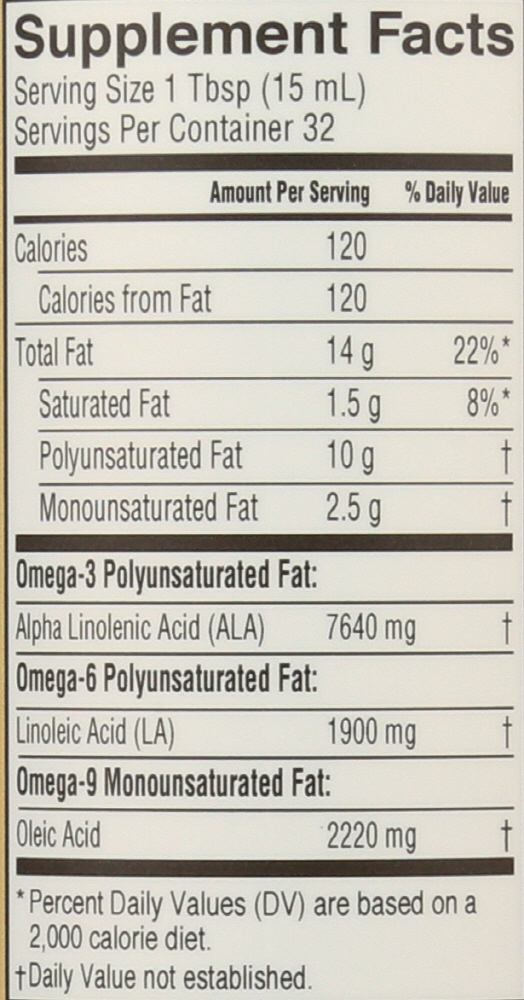 Supplement Facts
Serving Size 1 Tbsp (15 mL)
Servings Per Container 32
Amount Per Serving % Daily Value
Calories 120
Calories from Fat 120
Total Fat 14 g 22%*
Saturated Fat 1.5 g 8%*
Polyunsaturated Fat 10 g †
Monounsaturated Fat 2.5 g †
Omega-3 Polyunsaturated Fat:
Alpha Linolenic Acid (ALA) 7640 mg †
Omega-6 Polyunsaturated Fat:
Linoleic Acid (LA) 1900 mg †
Omega-9 Monounsaturated Fat:
Oleic Acid 2220 mg †
* Percent Daily Values (DV) are based on a
2,000 calorie diet.
†Daily Value not established.